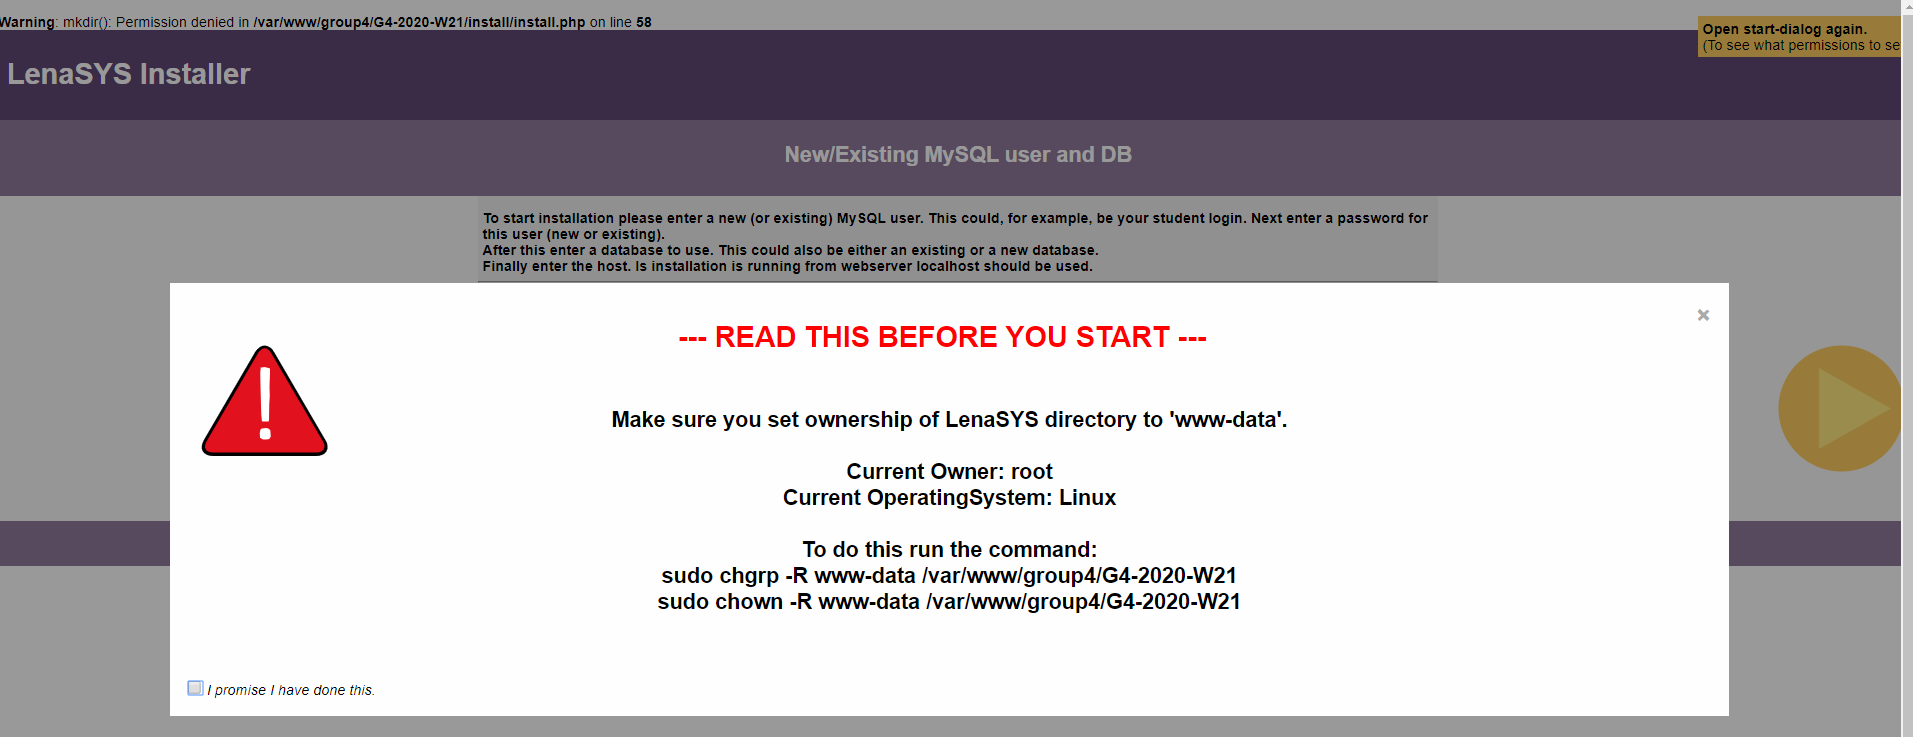 Warning: mkdir(): Permission denied in /var/www/group4/G4-2020-W21/install/install.php on line 58
Open start-dialog again.
(To see what permissions to se
LenaSYS Installer
New/Existing MySQL user and DB
To start installation please enter a new (or existing) MySQL user. This could, for example, be your student login. Next enter a password for
this user (new or existing).
After this enter a database to use. This could also be either an existing or a new database.
Finally enter the host. Is installation is running from webserver localhost should be used.
×
--- READ THIS BEFORE YOU START ---
Make sure you set ownership of LenaSYS directory to 'www-data'.
Current Owner: root
Current OperatingSystem: Linux
To do this run the command:
sudo chgrp -R www-data /var/www/group4/G4-2020-W21
sudo chown -R www-data /var/www/group4/G4-2020-W21
I promise I have done this.